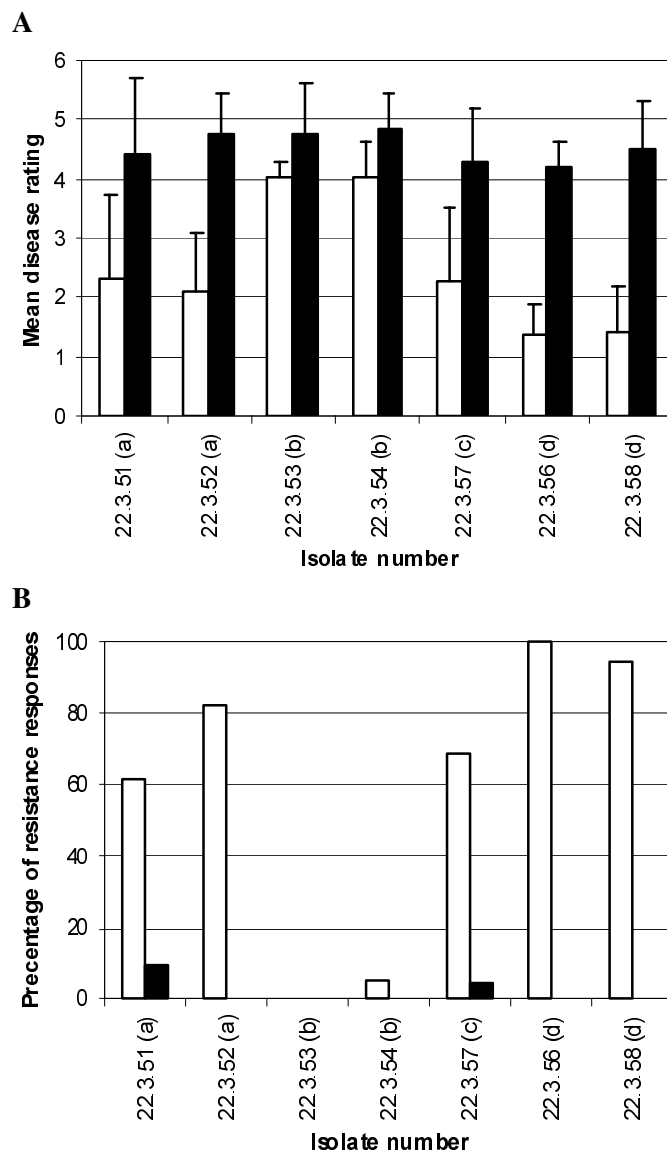 A
6
5
4
3
2
1
0
Mean disease rating
22.3.51 (a)
22.3.52 (a)
22.3.53 (b)
22.3.54 (b)
22.3.57 (c)
22.3.56 (d)
22.3.58 (d)
Isolate number
B
100
80
60
40
20
0
Precentage of resistance responses
22.3.51 (a)
22.3.52 (a)
22.3.53 (b)
22.3.54 (b)
22.3.57 (c)
22.3.56 (d)
22.3.58 (d)
Isolate number